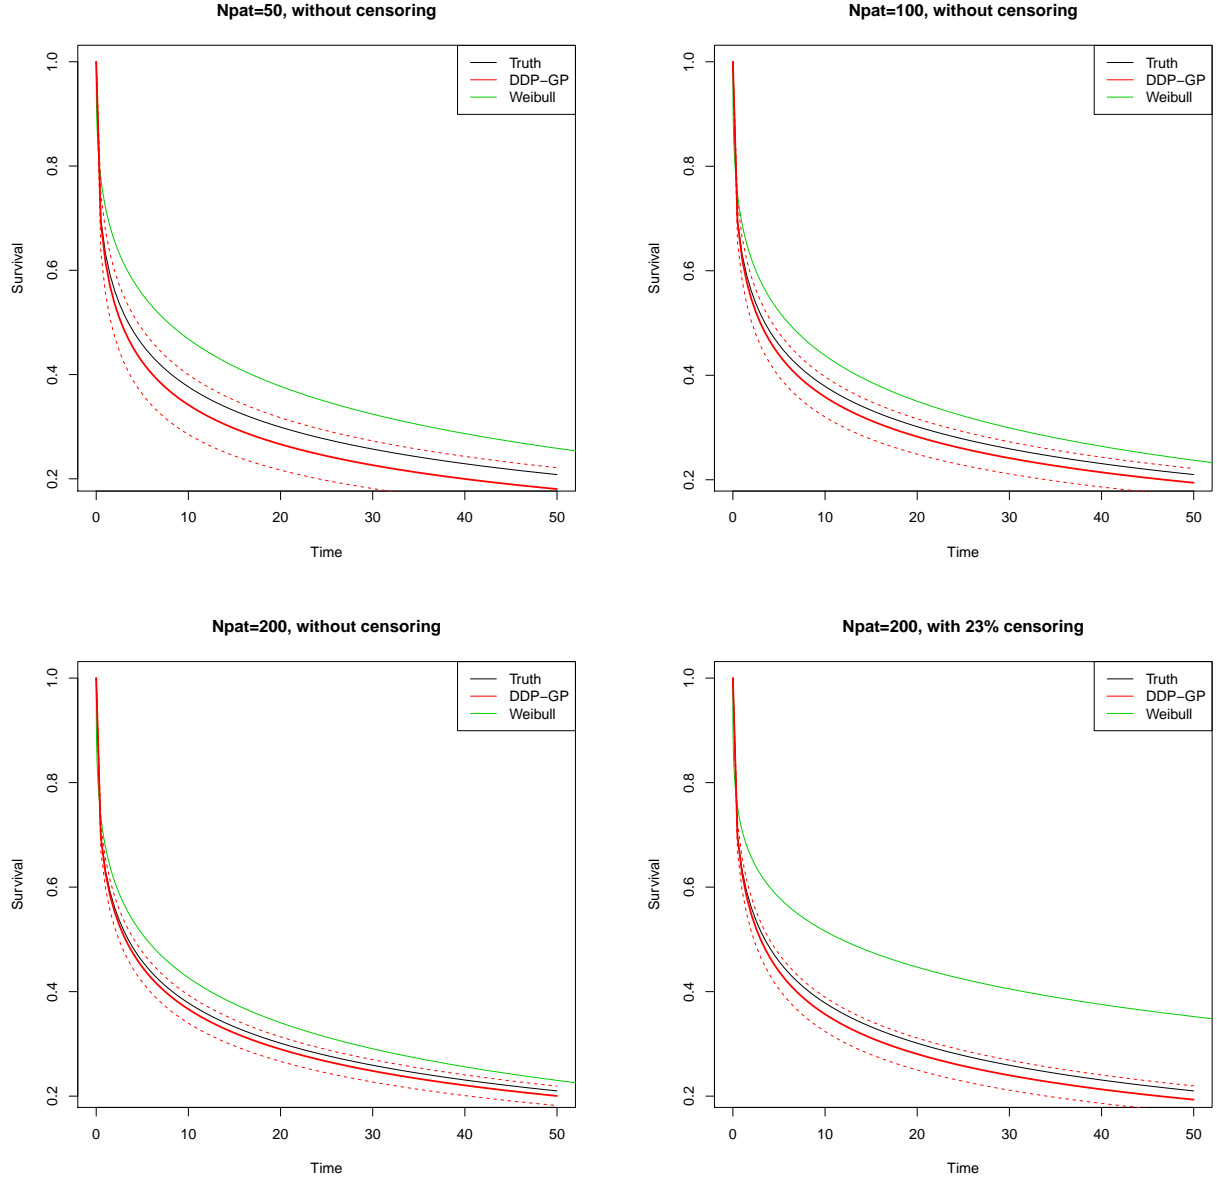 Npat=50, without censoring
Survival
1.0
0.8
0.6
0.4
0.2
Truth
DDP−GP
Weibull
0 10 20 30 40 50
Time
Npat=100, without censoring
Survival
1.0
0.8
0.6
0.4
0.2
Truth
DDP−GP
Weibull
0 10 20 30 40 50
Time
Npat=200, without censoring
Survival
1.0
0.8
0.6
0.4
0.2
Truth
DDP−GP
Weibull
0 10 20 30 40 50
Time
Npat=200, with 23% censoring
Survival
1.0
0.8
0.6
0.4
0.2
Truth
DDP−GP
Weibull
0 10 20 30 40 50
Time